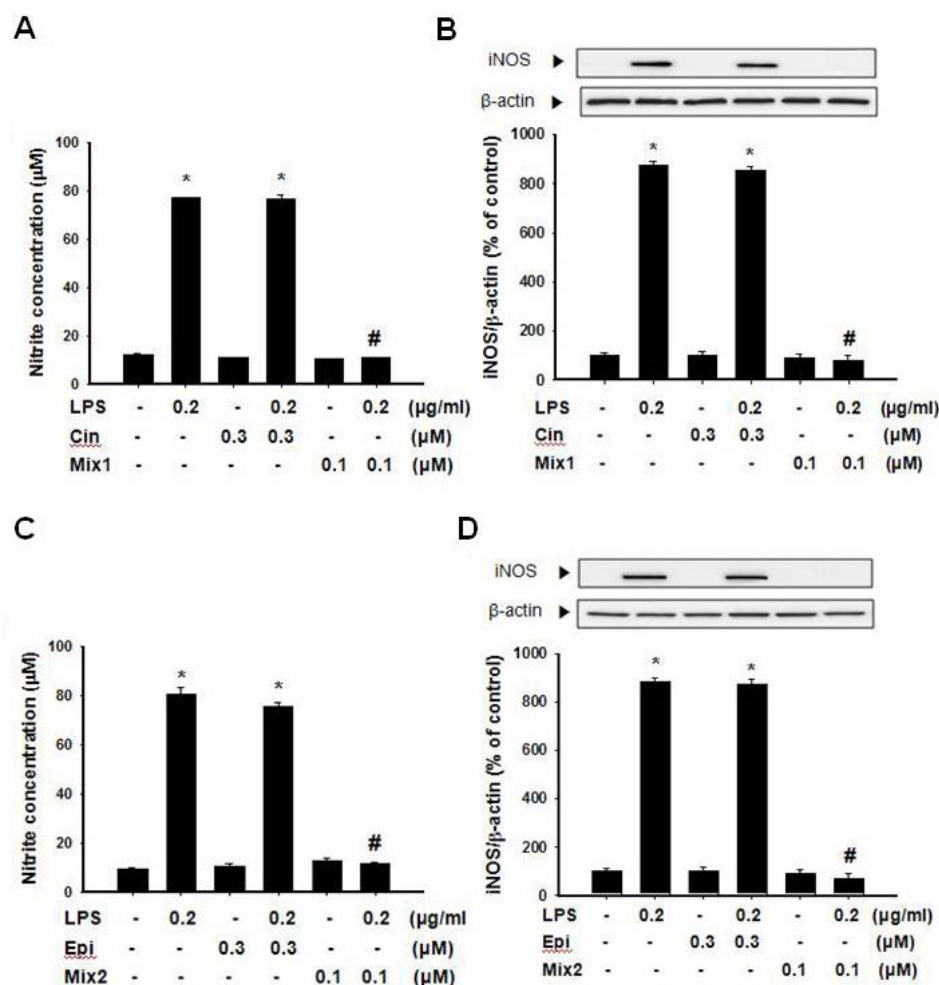 A
Nitrite concentration (µM)
100
80
60
40
20
0
*
*
#
LPS - 0.2 - 0.2 - 0.2 (µg/ml)
Cin - - 0.3 0.3 - - (µM)
Mix1 - - - - 0.1 0.1 (µM)
B
iNOS ►
β-actin ►
iNOS/β-actin (% of control)
1000
800
600
400
200
0
*
*
#
LPS - 0.2 - 0.2 - 0.2 (µg/ml)
Cin - - 0.3 0.3 - - (µM)
Mix1 - - - - 0.1 0.1 (µM)
C
Nitrite concentration (µM)
100
80
60
40
20
0
*
*
#
LPS - 0.2 - 0.2 - 0.2 (µg/ml
Epi - - 0.3 0.3 - - (µM)
Mix2 - - - - 0.1 0.1 (µM)
D
iNOS ►
β-actin ►
iNOS/β-actin (% of control)
1000
800
600
400
200
0
*
*
#
LPS - 0.2 - 0.2 - 0.2 (µg/ml)
Epi - - 0.3 0.3 - - (µM)
Mix2 - - - - 0.1 0.1 (µM)